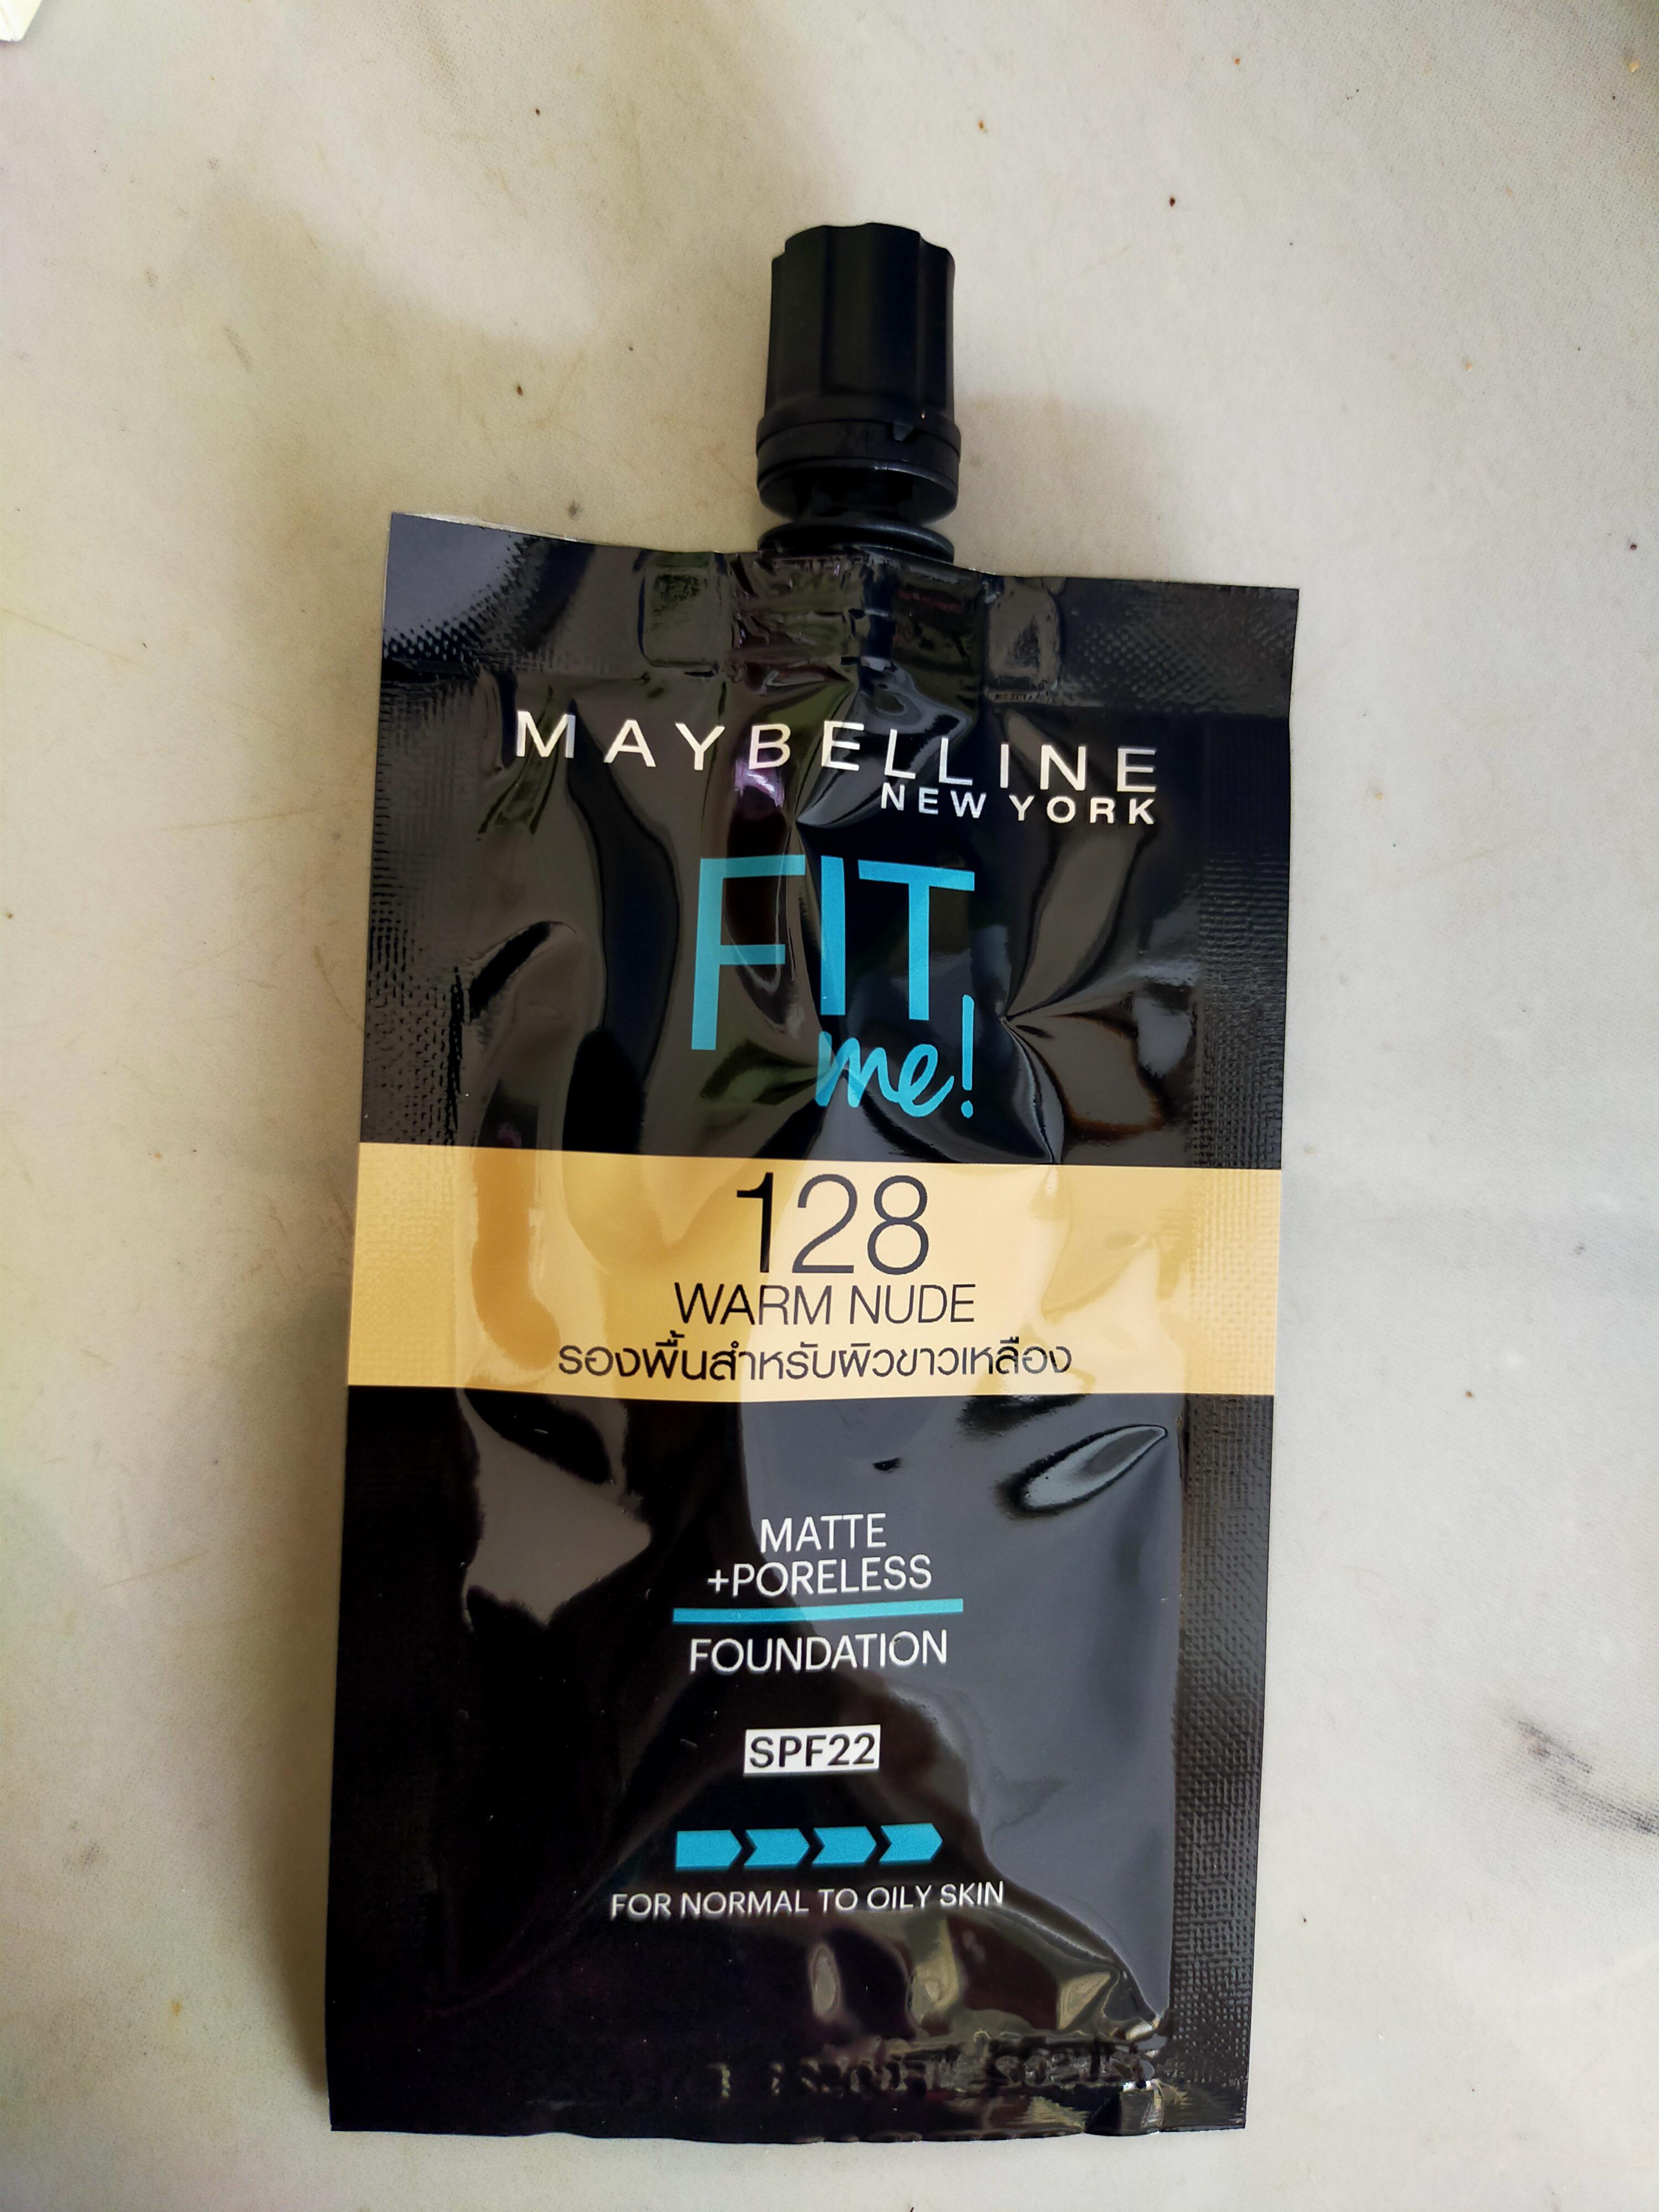 MAYBELLINE
NEW YORK
FIT
me!
128
WARM NUDE
รองพื้นสำหรับผิวขาวเหลือง
MATTE
+PORELESS
FOUNDATION
SPF22
FOR NORMAL TO OILY SKIN